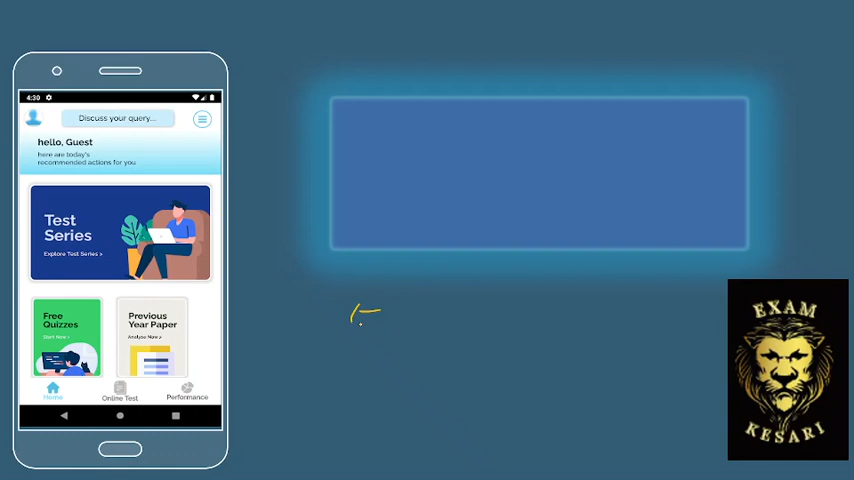 4:30
Discuss your query...
hello, Guest
here are today's
recommended actions for you
Test
Series
Explore Test Series >
Free
Quizzes
Start Now >
Previous
Year Paper
Analyse Now >
Home
Online Test
Performance
EXAM
KESARI